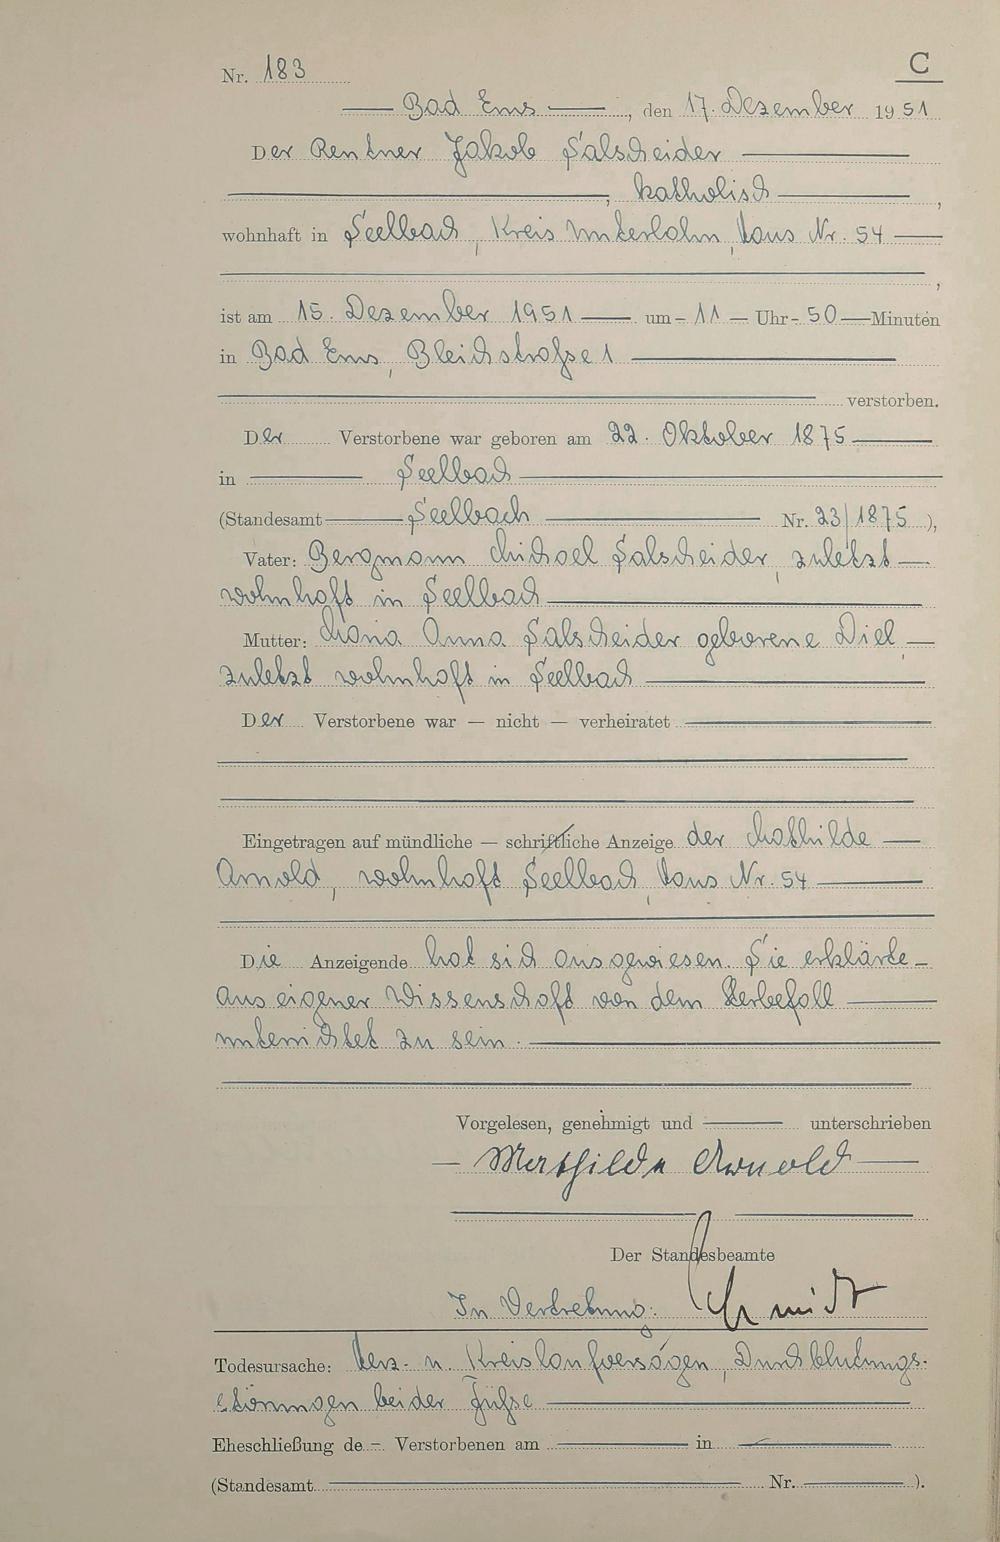 Nr. 183
C
Bad Ems, den 17. Dezember 1951
Der Rentner Jakob Salscheider
, katholisch,
wohnhaft in Seelbach, Kreis Unterlahn, Haus Nr. 54
,
ist am 15. Dezember 1951 um - 11 - Uhr - 50 - Minuten
in Bad Ems, Bleichstraße 1
verstorben.
Der Verstorbene war geboren am 22. Oktober 1875
in Seelbach
(Standesamt Seelbach Nr. 23/1875),
Vater: Bergmann Michael Salscheider, zuletzt
wohnhaft in Seelbach
Mutter: Maria Anna Salscheider geborene Diel,
zuletzt wohnhaft in Seelbach
Der Verstorbene war — nicht — verheiratet
Eingetragen auf mündliche — schriftliche Anzeige der Mathilde
Arnold, wohnhaft Seelbach, Haus Nr. 54
Die Anzeigende hat sich ausgewiesen. Sie erklärte
aus eigener Wissenschaft von dem Sterbefall
unterrichtet zu sein.
Vorgelesen, genehmigt und unterschrieben
Mathilde Arnold
Der Standesbeamte
In Vertretung: Schmidt
Todesursache: Herz- u. Kreislaufversagen, Durchblutungs-
störungen beider Füße
Eheschließung de - Verstorbenen am in
(Standesamt Nr. ).